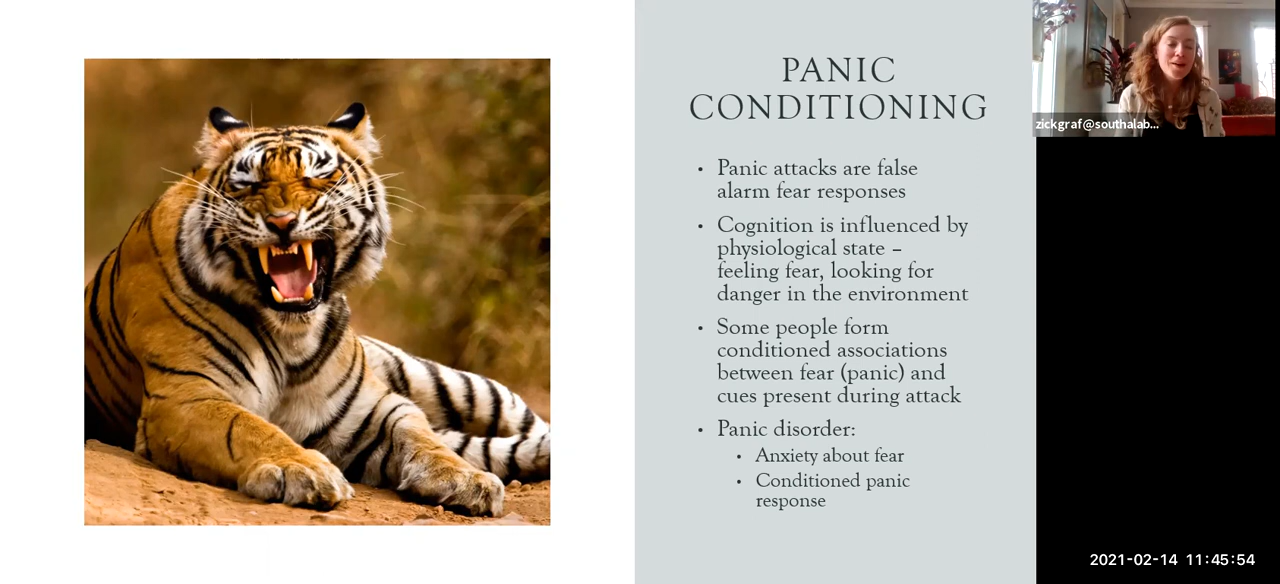 PANIC
CONDITIONING
• Panic attacks are false
alarm fear responses
• Cognition is influenced by
physiological state –
feeling fear, looking for
danger in the environment
• Some people form
conditioned associations
between fear (panic) and
cues present during attack
• Panic disorder:
• Anxiety about fear
• Conditioned panic
response
zickgraf@southalab...
2021-02-14 11:45:54